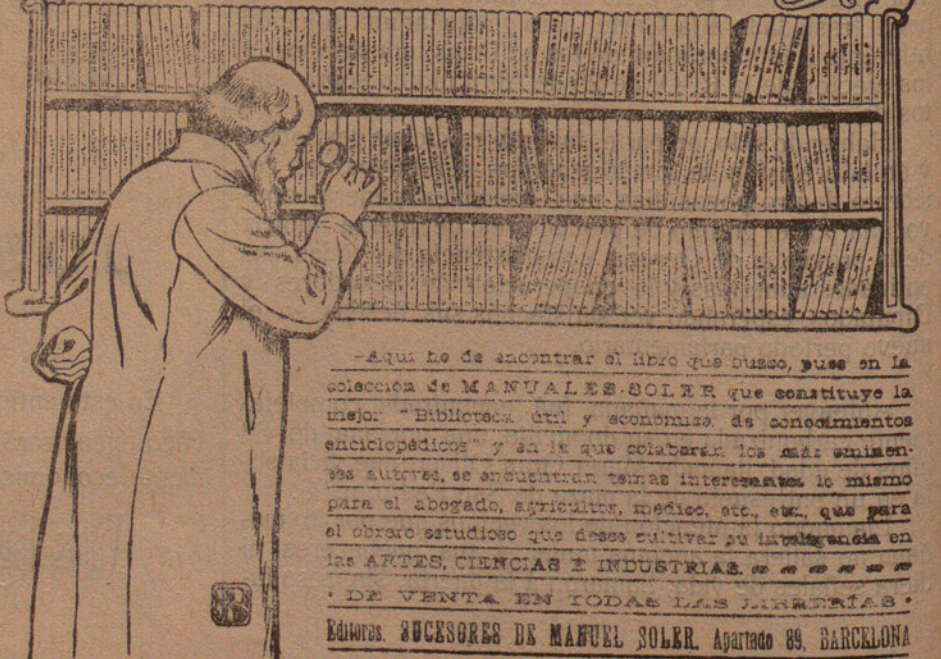 -Aquí he de encontrar el libro que busco, pues en la
colección de MANUALES-SOLER que constituye la
mejor "Biblioteca útil y económica de conocimientos
enciclopédicos" y en la que colaboran los más eminen-
tes autores, se encuentran temas interesantes lo mismo
para el abogado, agricultor, médico, etc., etc., que para
el obrero estudioso que desee cultivar su inteligencia en
las ARTES, CIENCIAS É INDUSTRIAS.
· DE VENTA EN TODAS LAS LIBRERÍAS ·
Editores. SUCESORES DE MANUEL SOLER. Apartado 89, BARCELONA